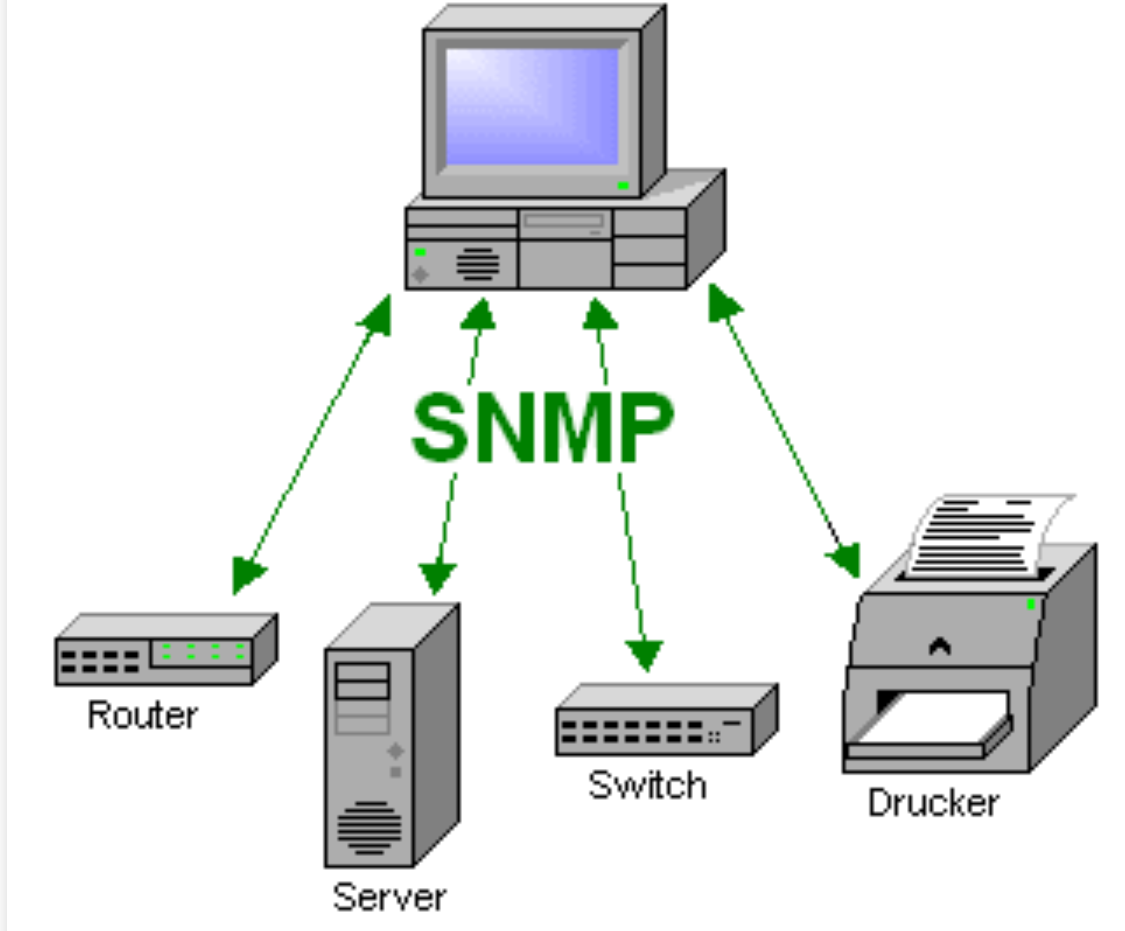 SNMP
Router
Server
Switch
Drucker